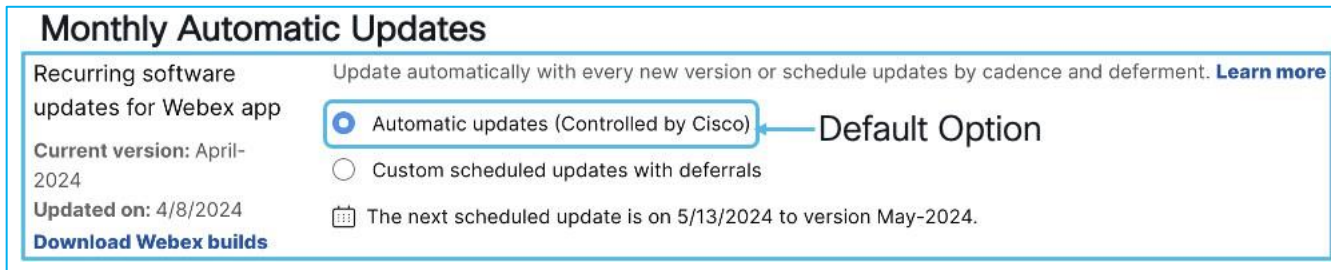 Monthly Automatic Updates
Recurring software
updates for Webex app
Current version: April-
2024
Updated on: 4/8/2024
Download Webex builds
Update automatically with every new version or schedule updates by cadence and deferment. Learn more
Automatic updates (Controlled by Cisco)
Default Option
Custom scheduled updates with deferrals
The next scheduled update is on 5/13/2024 to version May-2024.